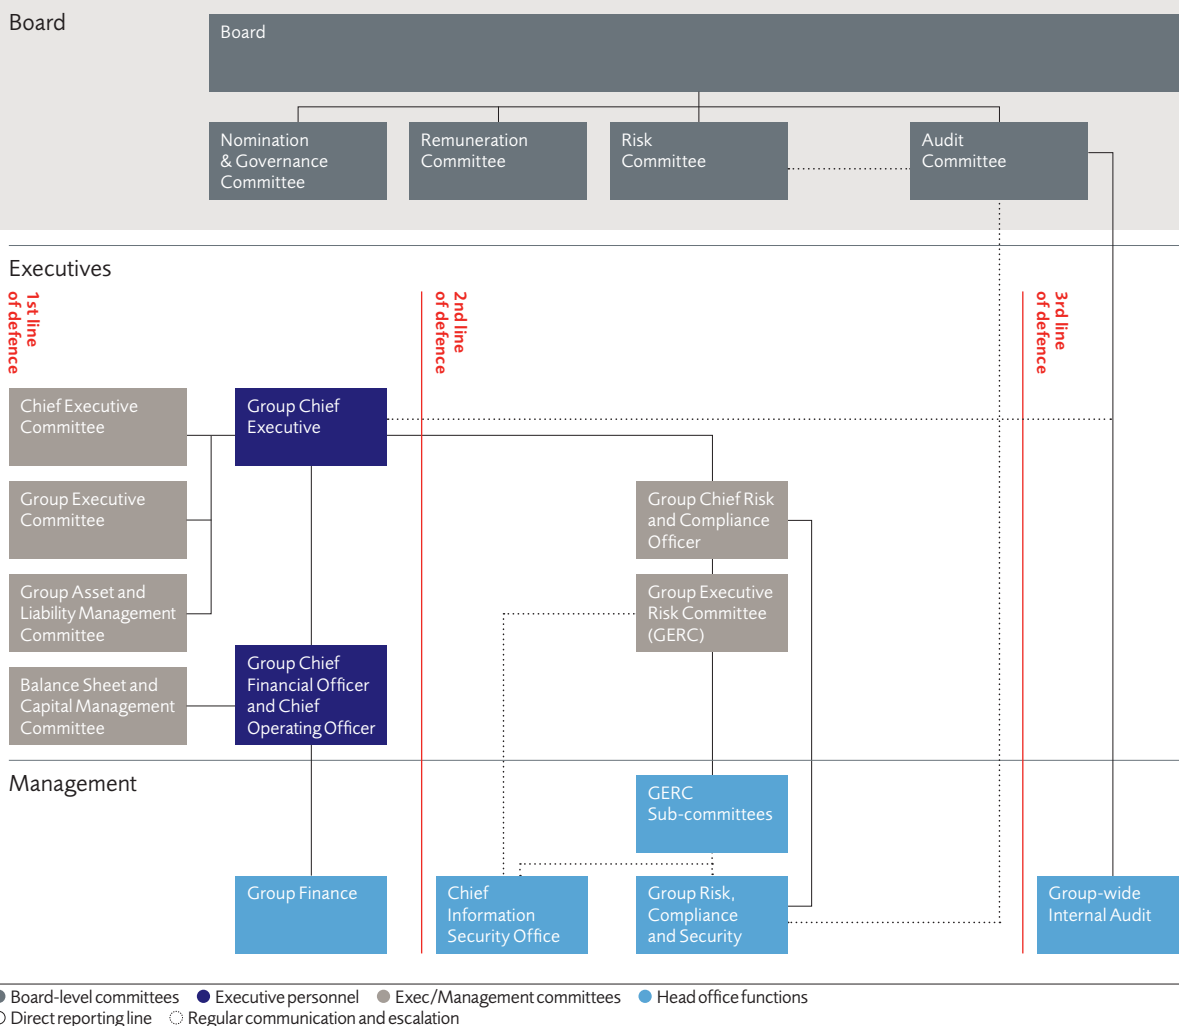 Board
Board
Nomination
& Governance
Committee
Remuneration
Committee
Risk
Committee
Audit
Committee
Executives
1st line
of defence
2nd line
of defence
3rd line
of defence
Chief Executive
Committee
Group Chief
Executive
Group Executive
Committee
Group Chief Risk
and Compliance
Officer
Group Asset and
Liability Management
Committee
Group Executive
Risk Committee
(GERC)
Balance Sheet and
Capital Management
Committee
Group Chief
Financial Officer
and Chief
Operating Officer
Management
GERC
Sub-committees
Group Finance
Chief
Information
Security Office
Group Risk,
Compliance
and Security
Group-wide
Internal Audit
Board-level committees Executive personnel Exec/Management committees Head office functions
Direct reporting line Regular communication and escalation